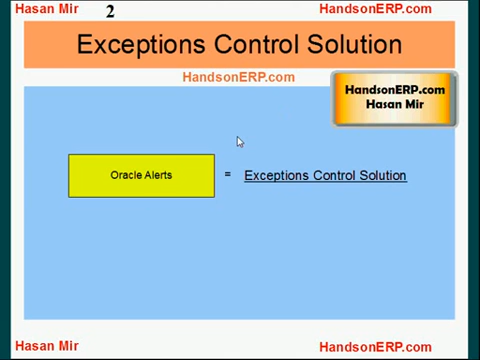 Hasan Mir 2 HandsonERP.com
Exceptions Control Solution
HandsonERP.com
HandsonERP.com
Hasan Mir
Oracle Alerts = Exceptions Control Solution
Hasan Mir HandsonERP.com